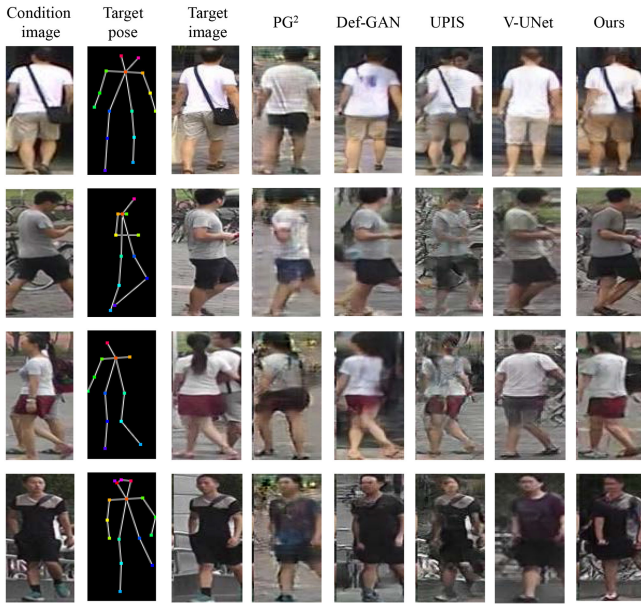 Condition image
Target pose
Target image
PG²
Def-GAN
UPIS
V-UNet
Ours